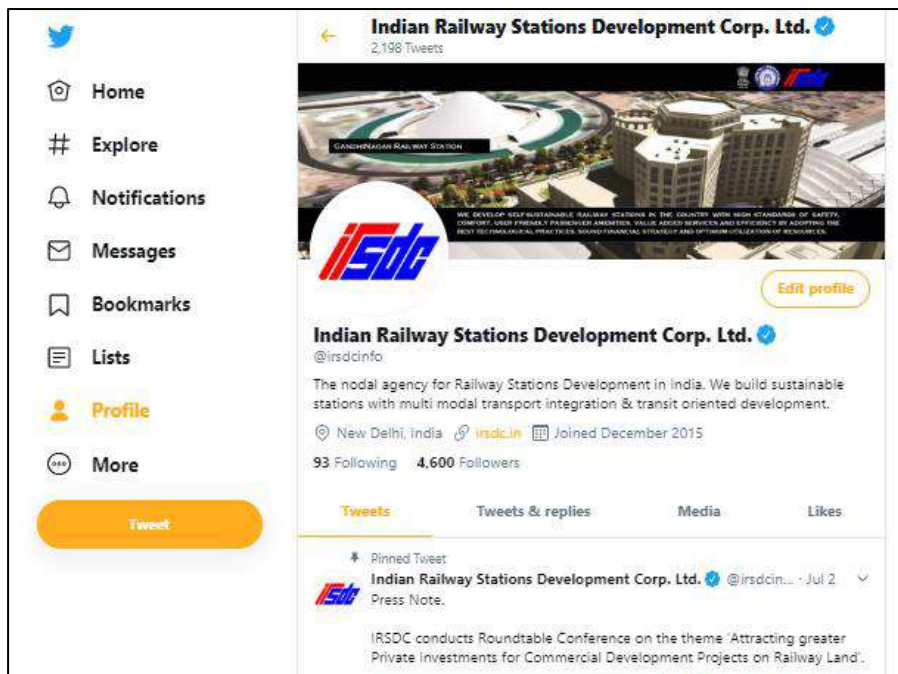 Indian Railway Stations Development Corp. Ltd.
2,198 Tweets
Home
Explore
Notifications
Messages
Bookmarks
Lists
Profile
More
Tweet
GANDHINAGAR RAILWAY STATION
WE DEVELOP SELF-SUSTAINABLE RAILWAY STATIONS IN THE COUNTRY WITH HIGH STANDARDS OF SAFETY,
COMFORT, USER FRIENDLY PASSENGER AMENITIES, VALUE ADDED SERVICES AND EFFICIENCY BY ADOPTING THE
BEST TECHNOLOGICAL PRACTICES, SOUND FINANCIAL STRATEGY AND OPTIMUM UTILIZATION OF RESOURCES.
irsdc
Edit profile
Indian Railway Stations Development Corp. Ltd.
@irsdcinfo
The nodal agency for Railway Stations Development in India. We build sustainable
stations with multi modal transport integration & transit oriented development.
New Delhi, India irsdc.in Joined December 2015
93 Following 4,600 Followers
Tweets Tweets & replies Media Likes
Pinned Tweet
Indian Railway Stations Development Corp. Ltd. @irsdcin... · Jul 2
irsdc
Press Note.
IRSDC conducts Roundtable Conference on the theme 'Attracting greater
Private investments for Commercial Development Projects on Railway Land'.